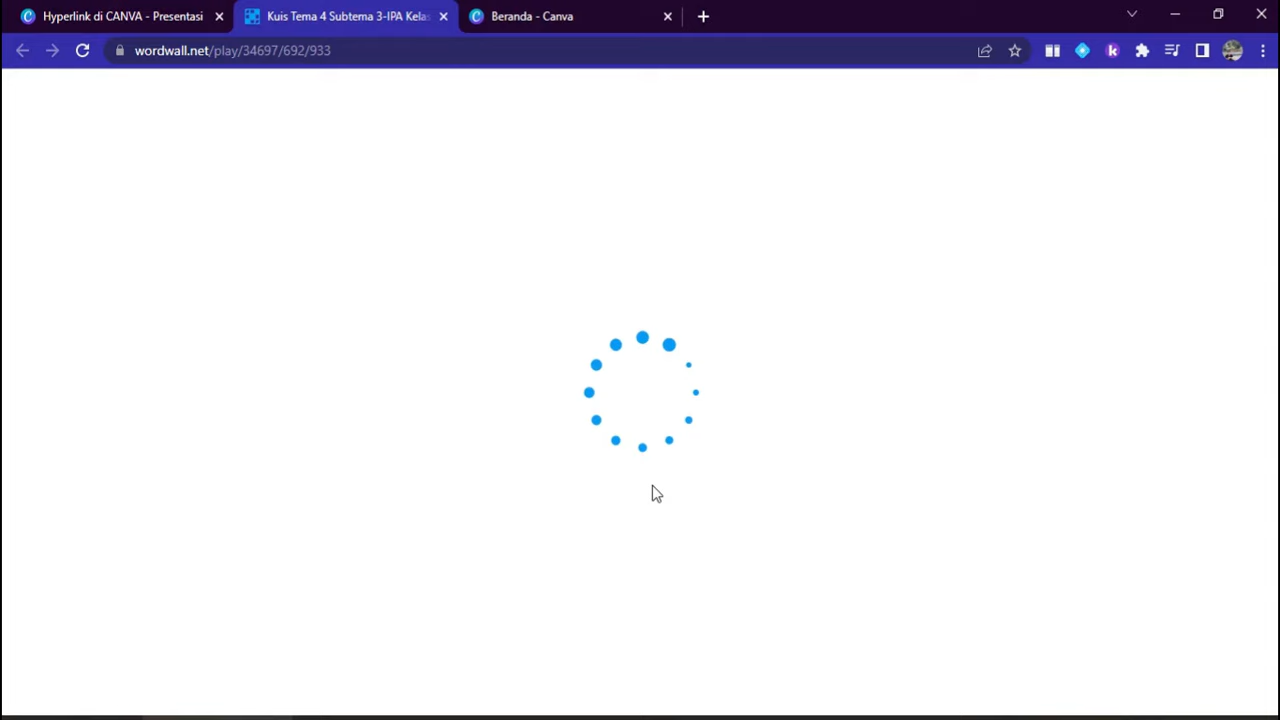 Hyperlink di CANVA - Presentasi
Kuis Tema 4 Subtema 3-IPA Kelas
Beranda - Canva
wordwall.net/play/34697/692/933